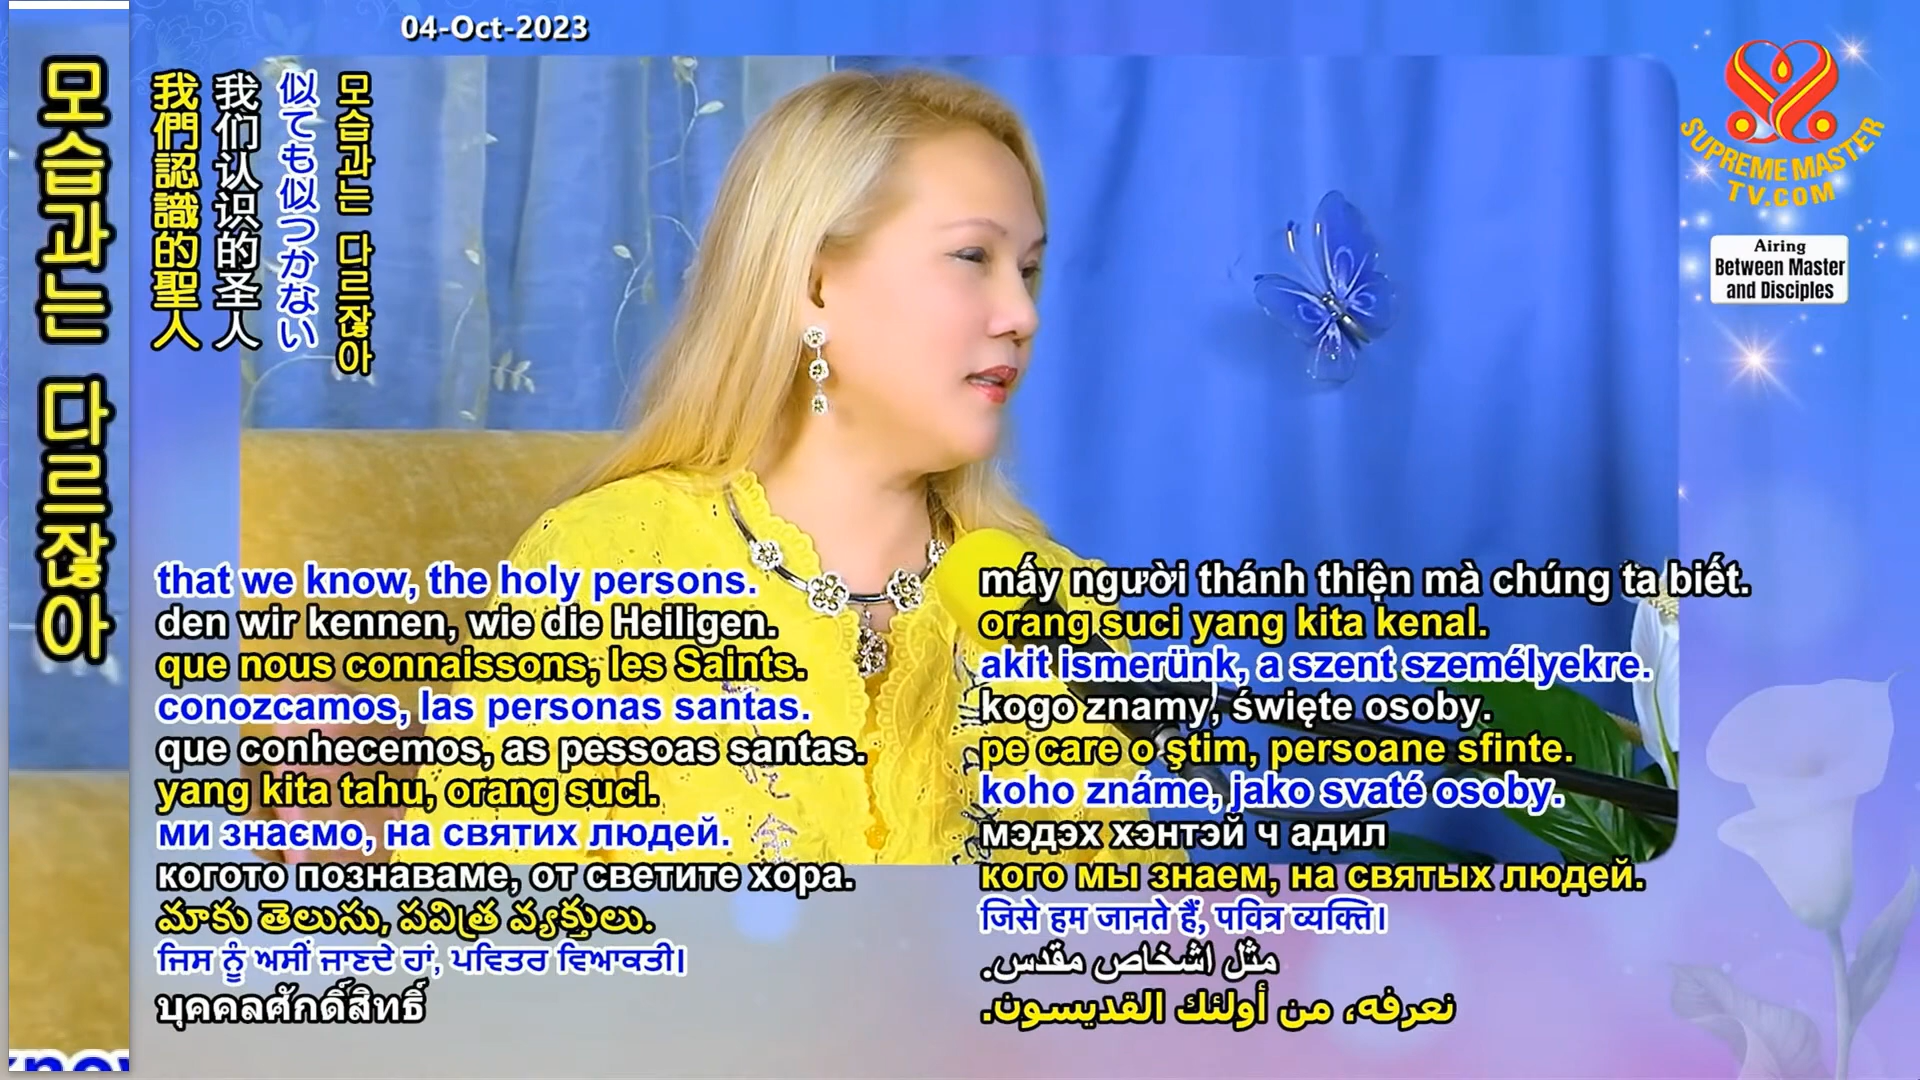 04-Oct-2023
모습과는 다르잖아
我們認識的聖人
我们认识的圣人
似ても似つかない
모습과는 다르잖아
SUPREME MASTER
TV.COM
Airing
Between Master
and Disciples
that we know, the holy persons.
den wir kennen, wie die Heiligen.
que nous connaissons, les Saints.
conozcamos, las personas santas.
que conhecemos, as pessoas santas.
yang kita tahu, orang suci.
ми знаємо, на святих людей.
когото познаваме, от светите хора.
మాకు తెలుసు, పవిత్ర వ్యక్తులు.
ਜਿਸ ਨੂੰ ਅਸੀਂ ਜਾਣਦੇ ਹਾਂ, ਪਵਿਤਰ ਵਿਆਕਤੀ।
บุคคลศักดิ์สิทธิ์
mấy người thánh thiện mà chúng ta biết.
orang suci yang kita kenal.
akit ismerünk, a szent személyekre.
kogo znamy, święte osoby.
pe care o ştim, persoane sfinte.
koho známe, jako svaté osoby.
мэдэх хэнтэй ч адил
кого мы знаем, на святых людей.
जिसे हम जानते हैं, पवित्र व्यक्ति।
مثل اشخاص مقدس.
نعرفه، من أولئك القديسون.